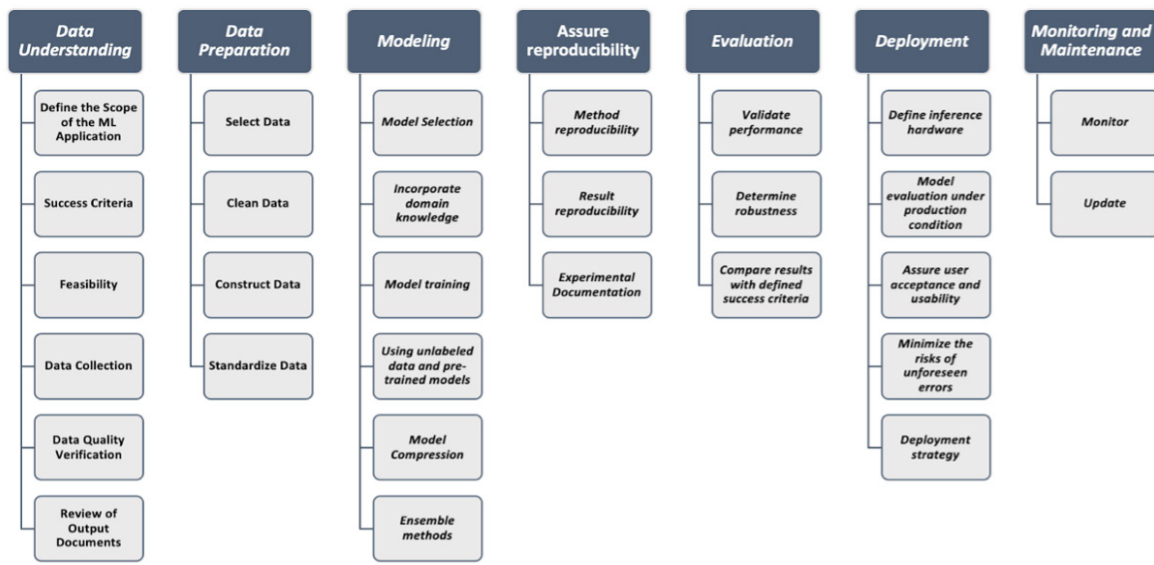 Data
Understanding
Define the Scope
of the ML
Application
Success Criteria
Feasibility
Data Collection
Data Quality
Verification
Review of
Output
Documents
Data
Preparation
Select Data
Clean Data
Construct Data
Standardize Data
Modeling
Model Selection
Incorporate
domain
knowledge
Model training
Using unlabeled
data and pre-
trained models
Model
Compression
Ensemble
methods
Assure
reproducibility
Method
reproducibility
Result
reproducibility
Experimental
Documentation
Evaluation
Validate
performance
Determine
robustness
Compare results
with defined
success criteria
Deployment
Define inference
hardware
Model
evaluation under
production
condition
Assure user
acceptance and
usability
Minimize the
risks of
unforeseen
errors
Deployment
strategy
Monitoring and
Maintenance
Monitor
Update